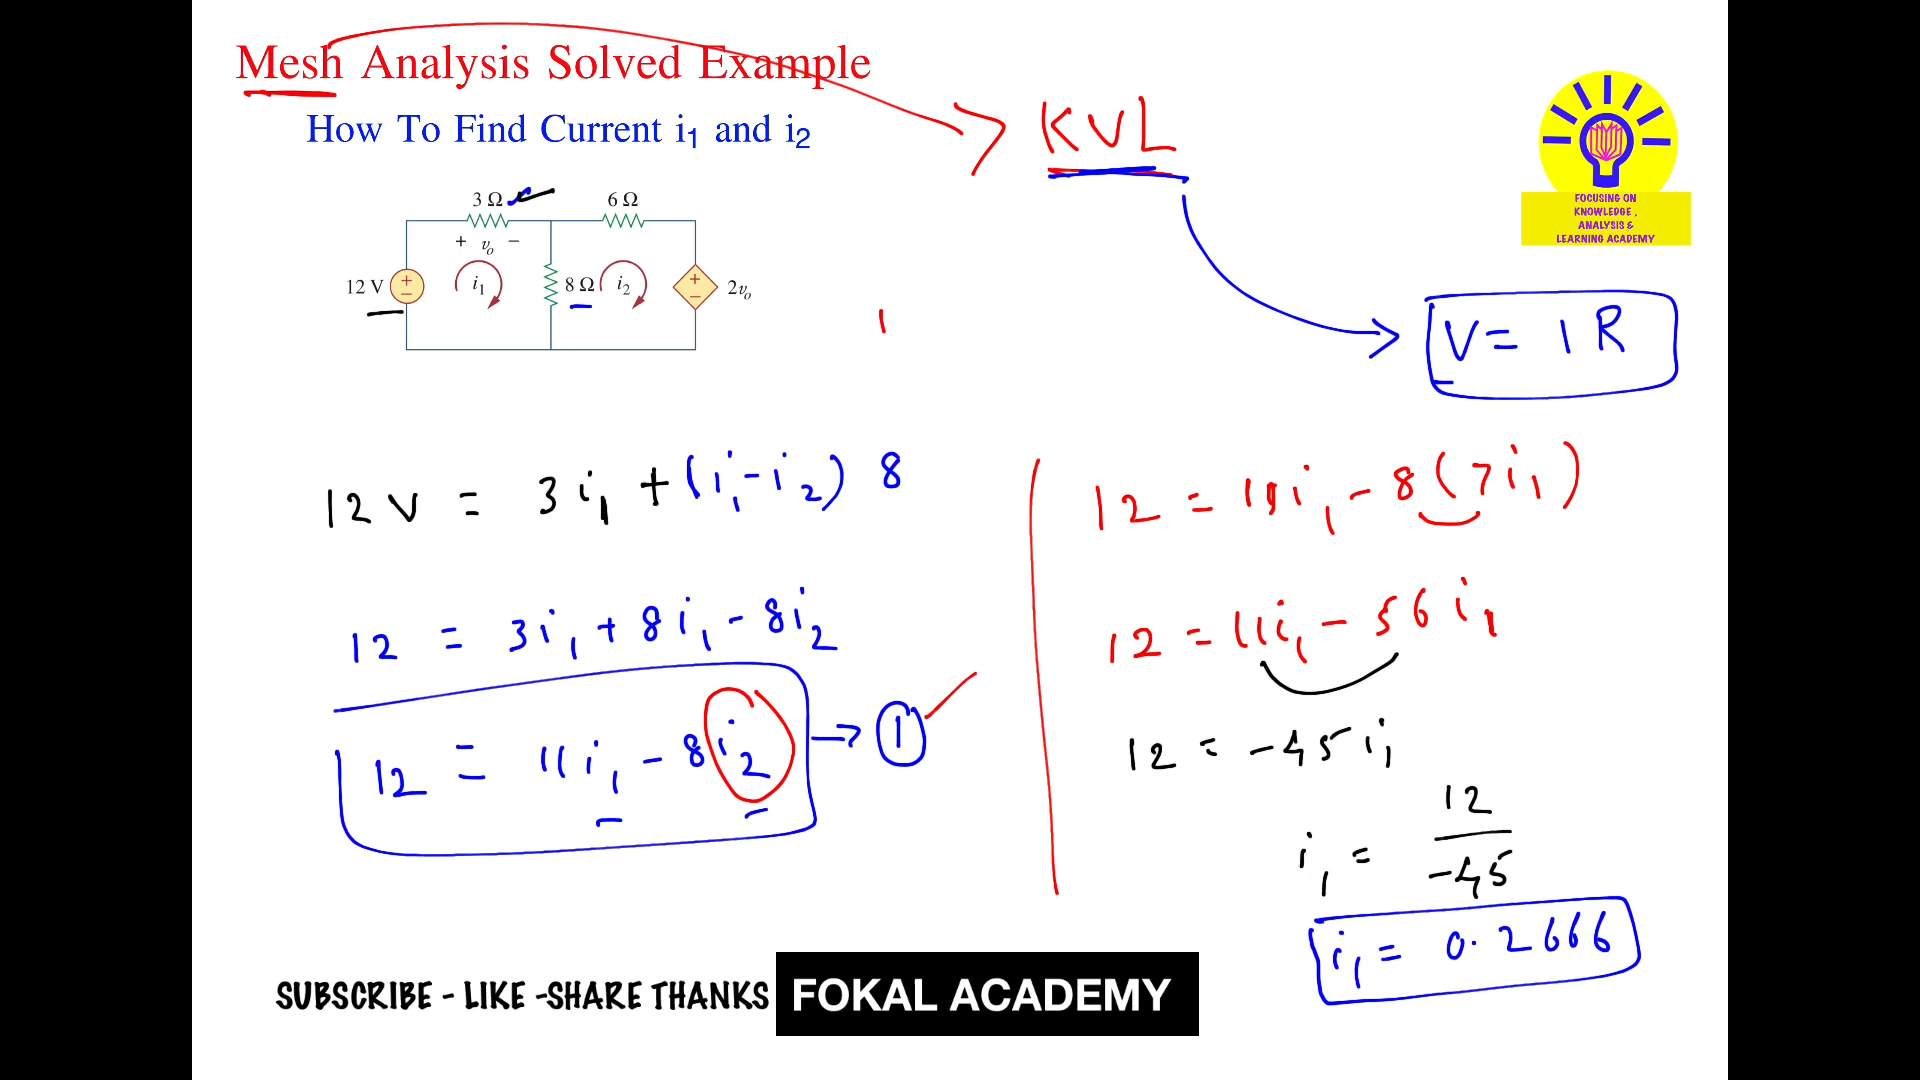 Mesh Analysis Solved Example
How To Find Current i1 and i2
KVL
FOCUSING ON
KNOWLEDGE ,
ANALYSIS &
LEARNING ACADEMY
3 Ω
6 Ω
+ vo −
12 V
+
−
i1
8 Ω
i2
+
−
2vo
V = I R
12 V = 3i1 + (i1 - i2) 8
12 = 3i1 + 8i1 - 8i2
12 = 11i1 - 8i2 → 1
12 = 11i1 - 8(7i1)
12 = 11i1 - 56i1
12 = -45i1
i1 = 12/-45
i1 = 0.2666
SUBSCRIBE - LIKE -SHARE THANKS
FOKAL ACADEMY